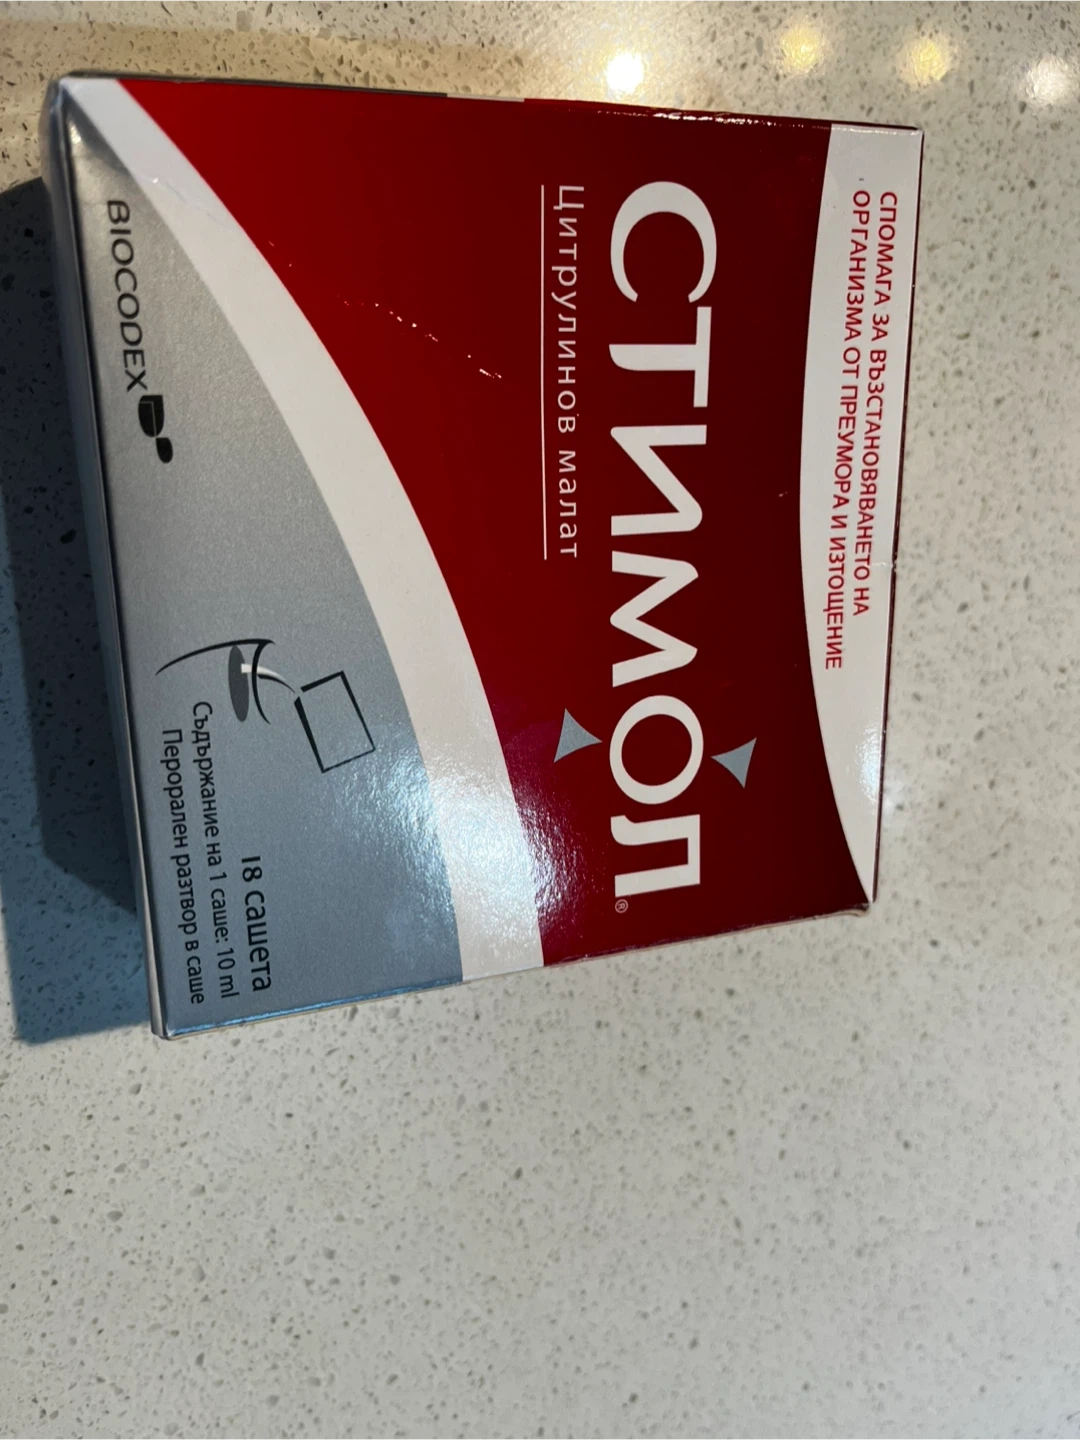 СПОМАГА ЗА ВЪЗСТАНОВЯВАНЕТО НА
ОРГАНИЗМА ОТ ПРЕУМОРА И ИЗТОЩЕНИЕ
СТИМОЛ®
Цитрулинов малат
18 сашета
Съдържание на 1 саше: 10 ml
Перорален разтвор в саше
BIOCODEX